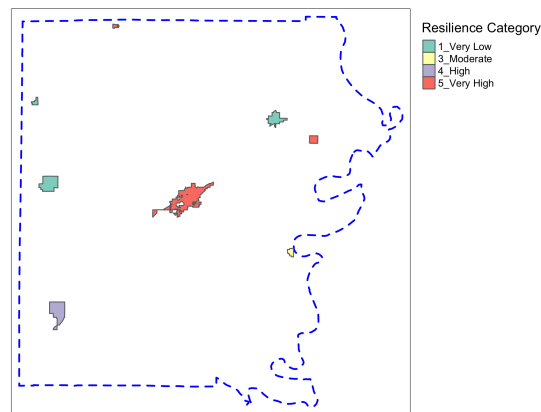 Resilience Category
1_Very Low
3_Moderate
4_High
5_Very High